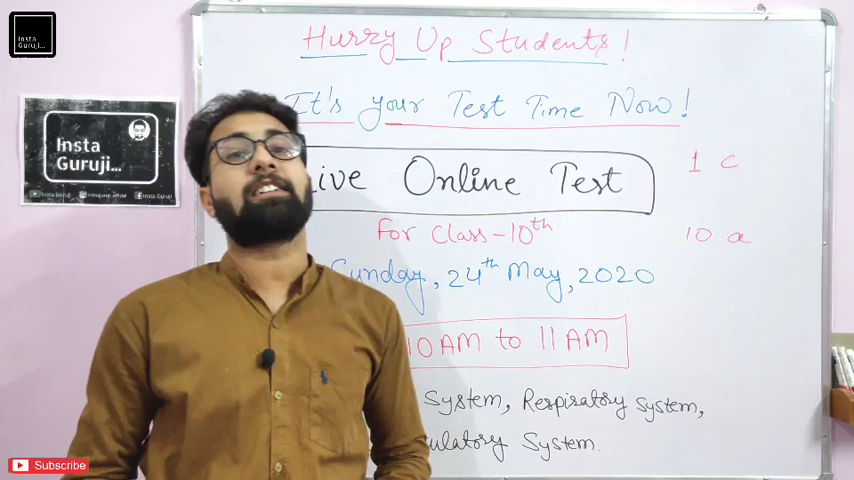 Insta
Guruji...
Hurry Up Students!
It's your Test Time Now!
Insta
Guruji...
Live Online Test
1 c
For Class-10th
10 a
Sunday, 24th May, 2020
10AM to 11AM
System, Respiratory System,
System.
Subscribe